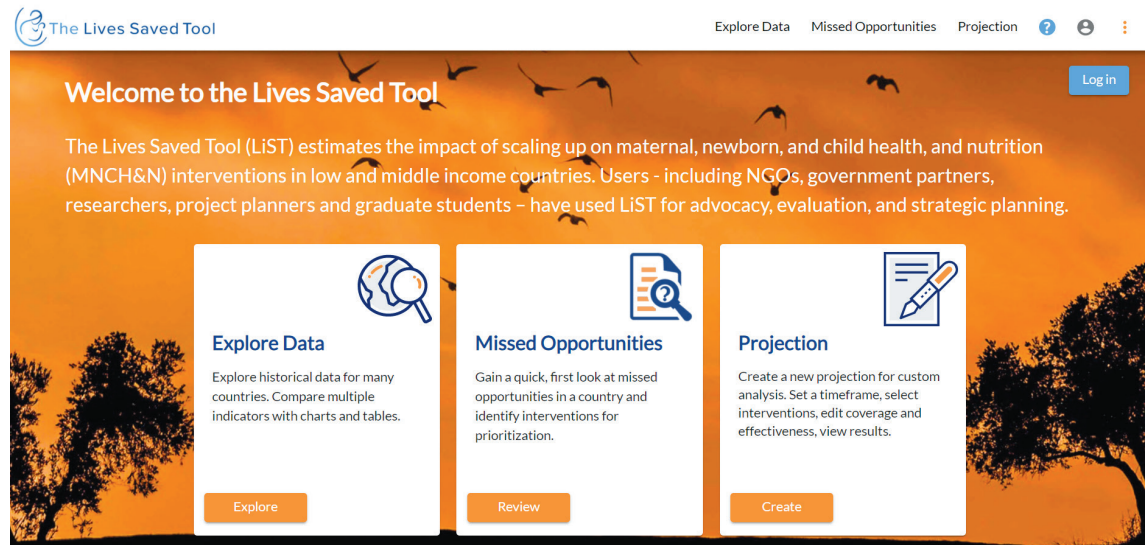 The Lives Saved Tool
Explore Data Missed Opportunities Projection ?
Log in
Welcome to the Lives Saved Tool
The Lives Saved Tool (LiST) estimates the impact of scaling up on maternal, newborn, and child health, and nutrition
(MNCH&N) interventions in low and middle income countries. Users - including NGOs, government partners,
researchers, project planners and graduate students – have used LiST for advocacy, evaluation, and strategic planning.
Explore Data
Explore historical data for many
countries. Compare multiple
indicators with charts and tables.
Explore
?
Missed Opportunities
Gain a quick, first look at missed
opportunities in a country and
identify interventions for
prioritization.
Review
Projection
Create a new projection for custom
analysis. Set a timeframe, select
interventions, edit coverage and
effectiveness, view results.
Create